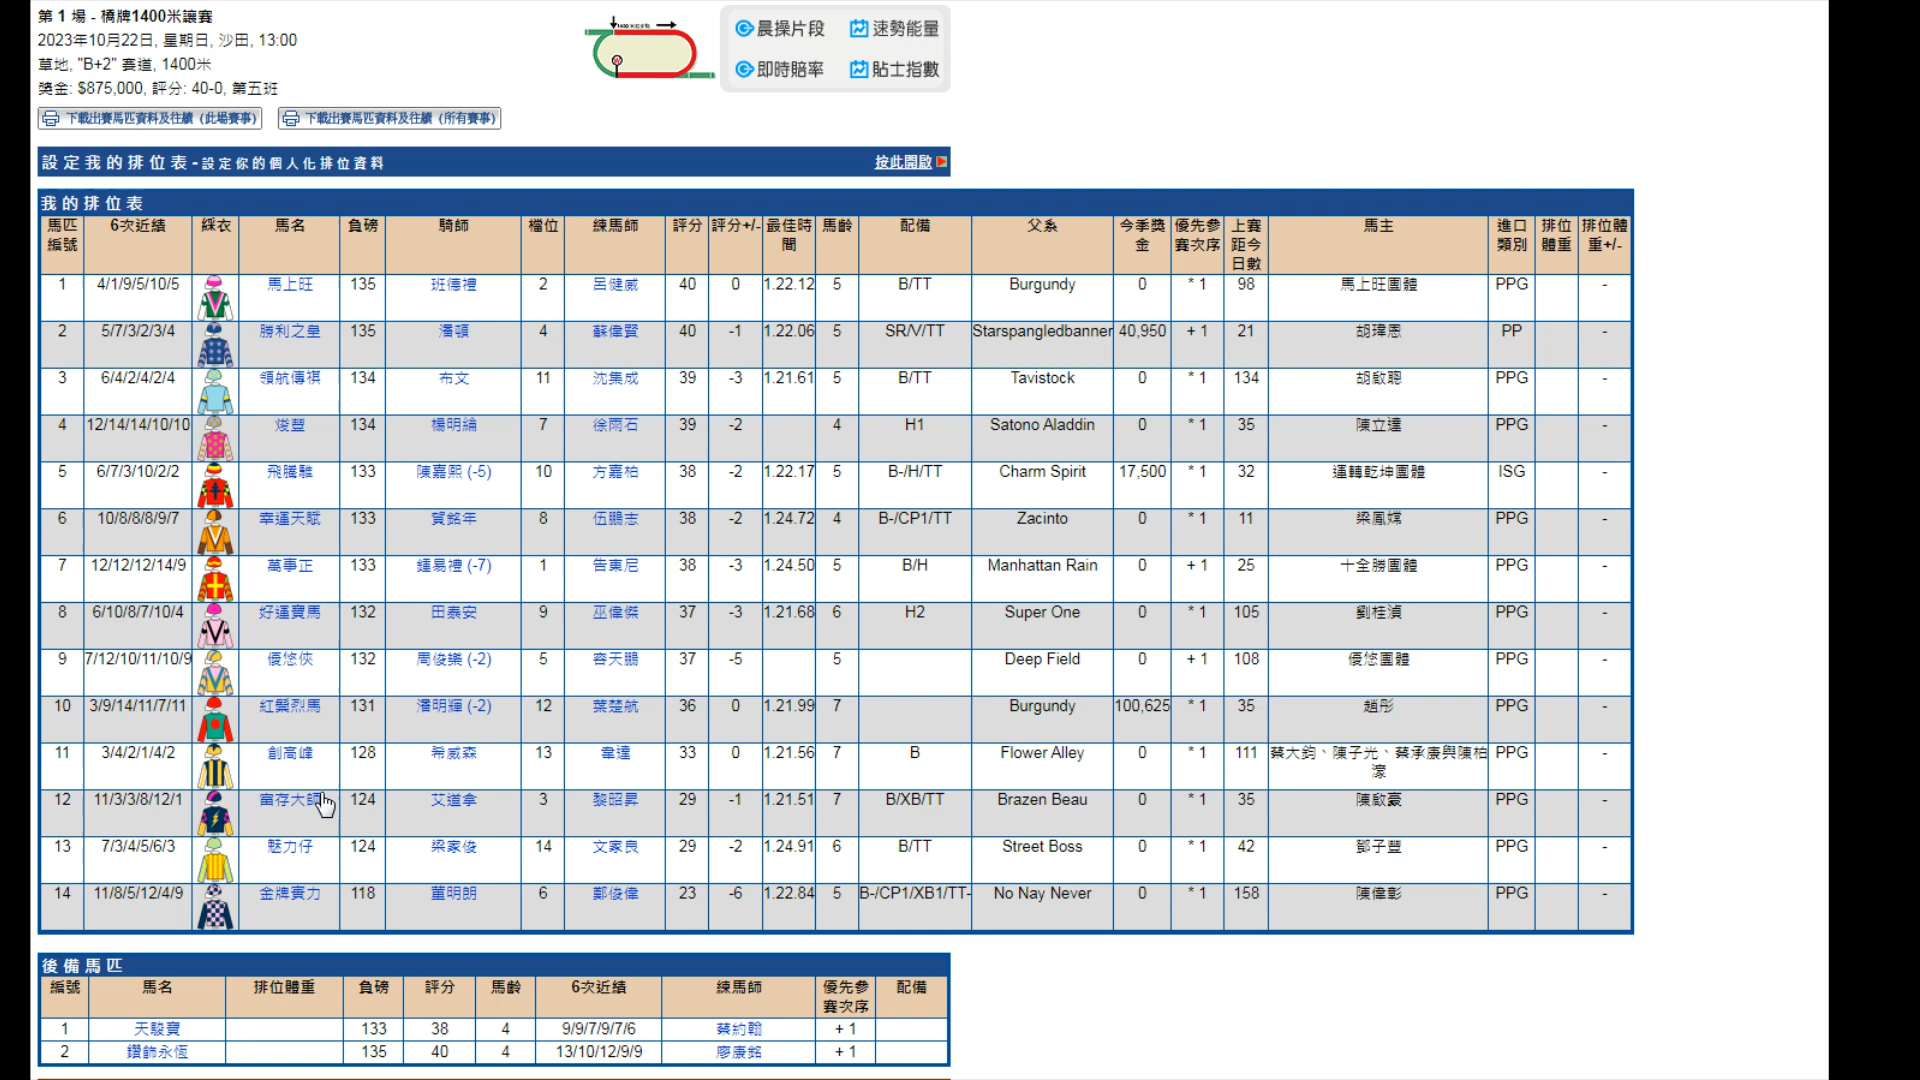 第 1 場 - 橋牌1400米讓賽
2023年10月22日, 星期日, 沙田, 13:00
草地, "B+2" 賽道, 1400米
獎金: $875,000, 評分: 40-0, 第五班
晨操片段 速勢能量
即時賠率 貼士指數
下載出賽馬匹資料及往績 (此場賽事) 下載出賽馬匹資料及往績 (所有賽事)
設定我的排位表-設定你的個人化排位資料 按此開啟
我的排位表
馬匹編號 6次近績 綵衣 馬名 負磅 騎師 檔位 練馬師 評分 評分+/- 最佳時間 馬齡 配備 父系 今季獎金 優先參賽次序 上賽距今日數 馬主 進口類別 排位體重 排位體重+/-
1 4/1/9/5/10/5 馬上旺 135 班德禮 2 呂健威 40 0 1.22.12 5 B/TT Burgundy 0 * 1 98 馬上旺團體 PPG -
2 5/7/3/2/3/4 勝利之皇 135 潘頓 4 蘇偉賢 40 -1 1.22.06 5 SR/V/TT Starspangledbanner 40,950 + 1 21 胡瑋恩 PP -
3 6/4/2/4/2/4 領航傳祺 134 布文 11 沈集成 39 -3 1.21.61 5 B/TT Tavistock 0 * 1 134 胡啟聰 PPG -
4 12/14/14/10/10 焌豐 134 楊明綸 7 徐雨石 39 -2 4 H1 Satono Aladdin 0 * 1 35 陳立達 PPG -
5 6/7/3/10/2/2 飛騰騅 133 陳嘉熙 (-5) 10 方嘉柏 38 -2 1.22.17 5 B-/H/TT Charm Spirit 17,500 * 1 32 運轉乾坤團體 ISG -
6 10/8/8/8/9/7 幸運天賦 133 賀銘年 8 伍鵬志 38 -2 1.24.72 4 B-/CP1/TT Zacinto 0 * 1 11 梁鳳嫦 PPG -
7 12/12/12/14/9 萬事正 133 鍾易禮 (-7) 1 告東尼 38 -3 1.24.50 5 B/H Manhattan Rain 0 + 1 25 十全勝團體 PPG -
8 6/10/8/7/10/4 好運寶馬 132 田泰安 9 巫偉傑 37 -3 1.21.68 6 H2 Super One 0 * 1 105 劉桂湞 PPG -
9 7/12/10/11/10/9 優悠俠 132 周俊樂 (-2) 5 容天鵬 37 -5 5 Deep Field 0 + 1 108 優悠團體 PPG -
10 3/9/14/11/7/11 紅鬃烈馬 131 潘明輝 (-2) 12 葉楚航 36 0 1.21.99 7 Burgundy 100,625 * 1 35 趙彤 PPG -
11 3/4/2/1/4/2 創高峰 128 希威森 13 韋達 33 0 1.21.56 7 B Flower Alley 0 * 1 111 蔡大鈞、陳子光、蔡承康與陳柏濠 PPG -
12 11/3/3/8/12/1 富存大師 124 艾道拿 3 黎昭昇 29 -1 1.21.51 7 B/XB/TT Brazen Beau 0 * 1 35 陳啟豪 PPG -
13 7/3/4/5/6/3 魅力仔 124 梁家俊 14 文家良 29 -2 1.24.91 6 B/TT Street Boss 0 * 1 42 鄧子豐 PPG -
14 11/8/5/12/4/9 金牌實力 118 董明朗 6 鄭俊偉 23 -6 1.22.84 5 B-/CP1/XB1/TT- No Nay Never 0 * 1 158 陳偉彰 PPG -
後備馬匹
編號 馬名 排位體重 負磅 評分 馬齡 6次近績 練馬師 優先參賽次序 配備
1 天駿寶 133 38 4 9/9/7/9/7/6 蔡約翰 + 1
2 鑽飾永恆 135 40 4 13/10/12/9/9 廖康銘 + 1